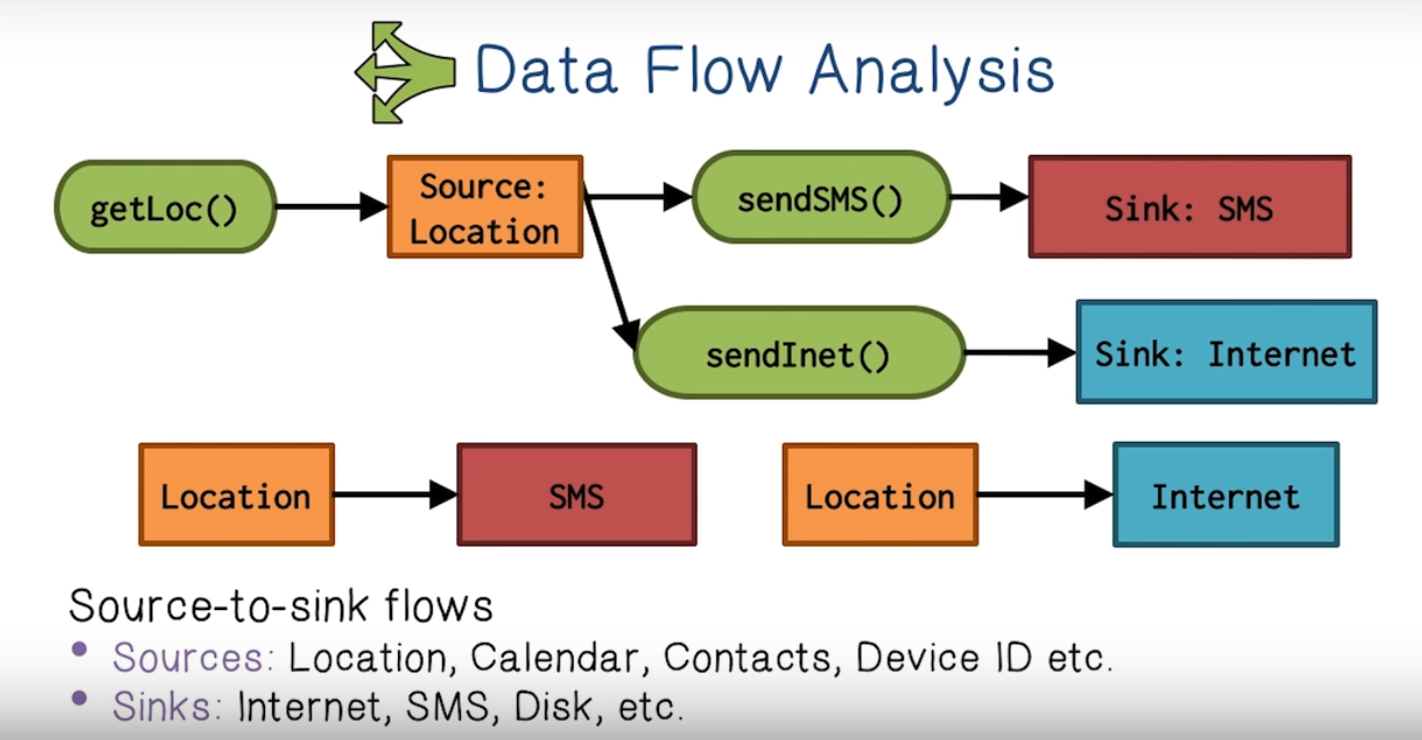 Data Flow Analysis
getLoc()
Source:
Location
sendSMS()
Sink: SMS
sendInet()
Sink: Internet
Location
SMS
Location
Internet
Source-to-sink flows
• Sources: Location, Calendar, Contacts, Device ID etc.
• Sinks: Internet, SMS, Disk, etc.